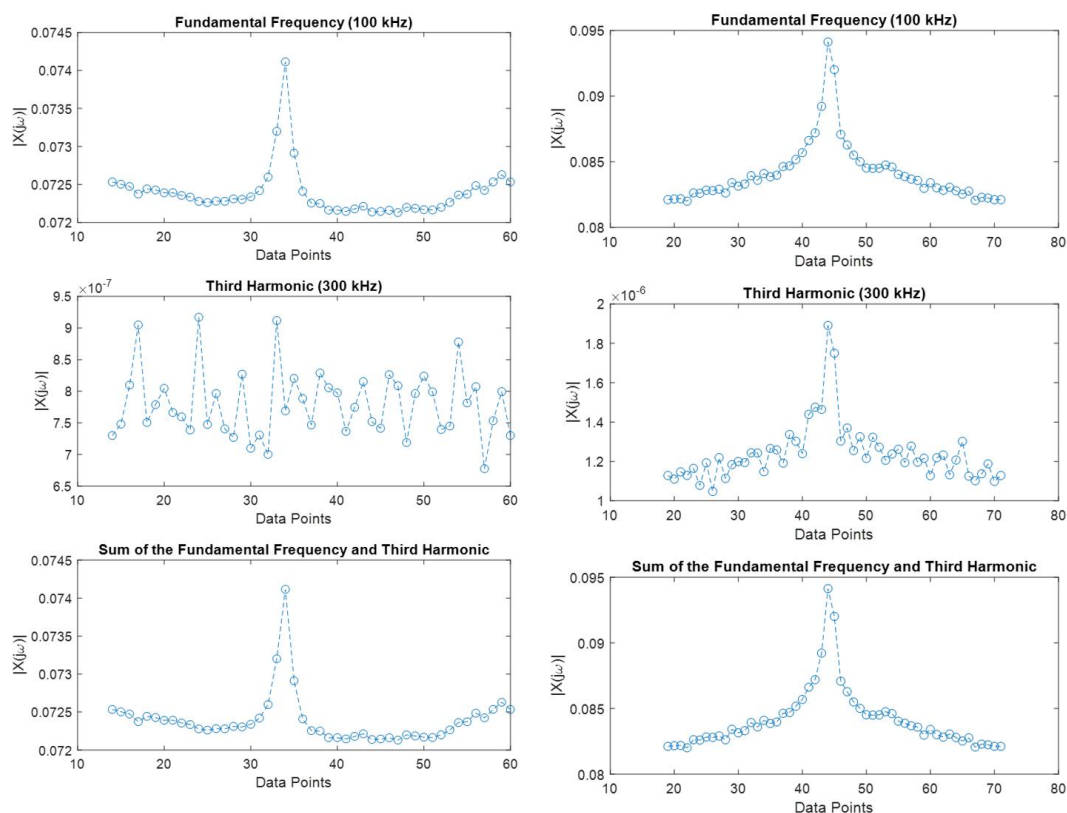 Fundamental Frequency (100 kHz)
0.0745
0.074
0.0735
0.073
0.0725
0.072
|X(jω)|
10 20 30 40 50 60
Data Points
×10⁻⁷
Third Harmonic (300 kHz)
9.5
9
8.5
8
7.5
7
6.5
|X(jω)|
10 20 30 40 50 60
Data Points
Sum of the Fundamental Frequency and Third Harmonic
0.0745
0.074
0.0735
0.073
0.0725
0.072
|X(jω)|
10 20 30 40 50 60
Data Points
Fundamental Frequency (100 kHz)
0.095
0.09
0.085
0.08
|X(jω)|
10 20 30 40 50 60 70 80
Data Points
×10⁻⁶
Third Harmonic (300 kHz)
2
1.8
1.6
1.4
1.2
1
|X(jω)|
10 20 30 40 50 60 70 80
Data Points
Sum of the Fundamental Frequency and Third Harmonic
0.095
0.09
0.085
0.08
|X(jω)|
10 20 30 40 50 60 70 80
Data Points